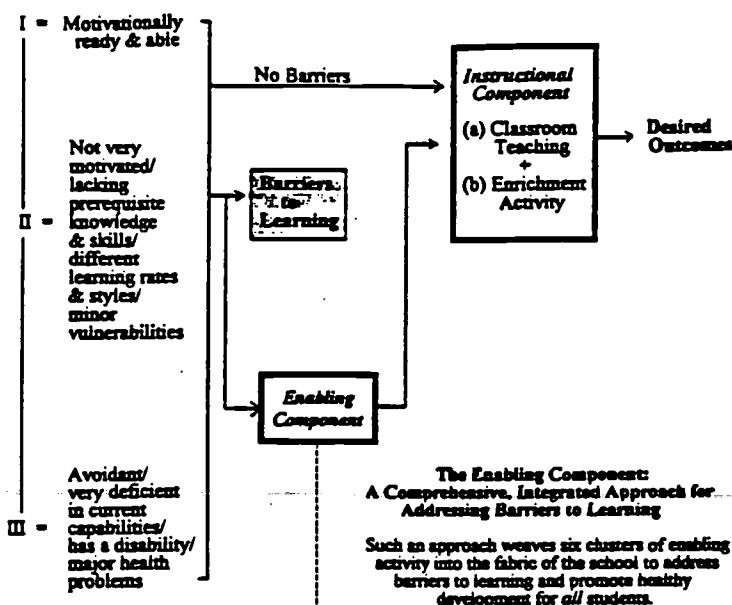 I = Motivationally
ready & able
No Barriers
Instructional
Component
(a) Classroom
Teaching
+
(b) Enrichment
Activity
Desired
Outcomes
II =
Not very
motivated/
lacking
prerequisite
knowledge
& skills/
different
learning rates
& styles/
minor
vulnerabilities
Barriers
to
Learning
Enabling
Component
III =
Avoidant/
very deficient
in current
capabilities/
has a disability/
major health
problems
The Enabling Component:
A Comprehensive, Integrated Approach for
Addressing Barriers to Learning
Such an approach weaves six clusters of enabling
activity into the fabric of the school to address
barriers to learning and promote healthy
development for all students.